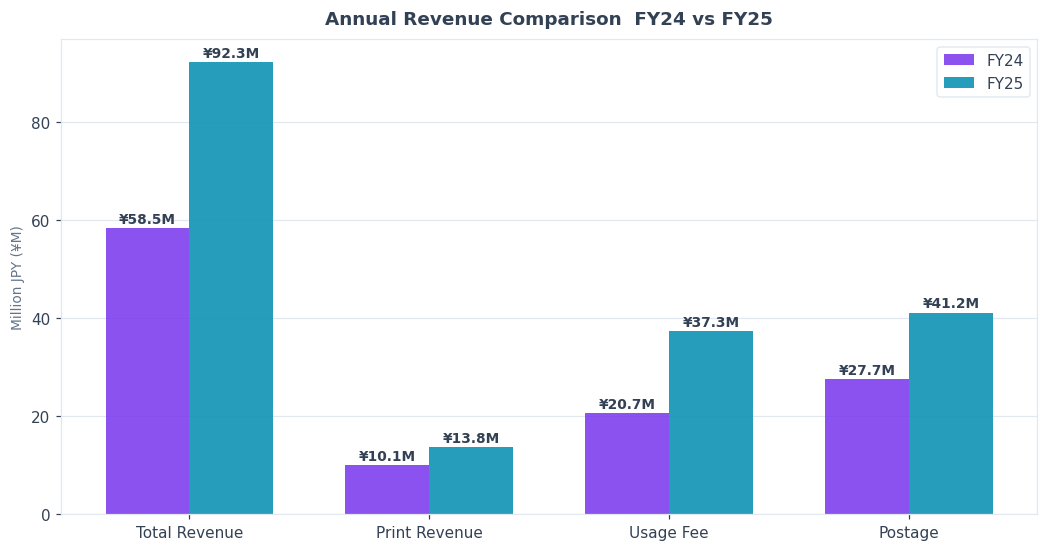 Annual Revenue Comparison  FY24 vs FY25
FY24
FY25
Million JPY (¥M)
80
60
40
20
0
¥58.5M
¥92.3M
¥10.1M
¥13.8M
¥20.7M
¥37.3M
¥27.7M
¥41.2M
Total Revenue
Print Revenue
Usage Fee
Postage